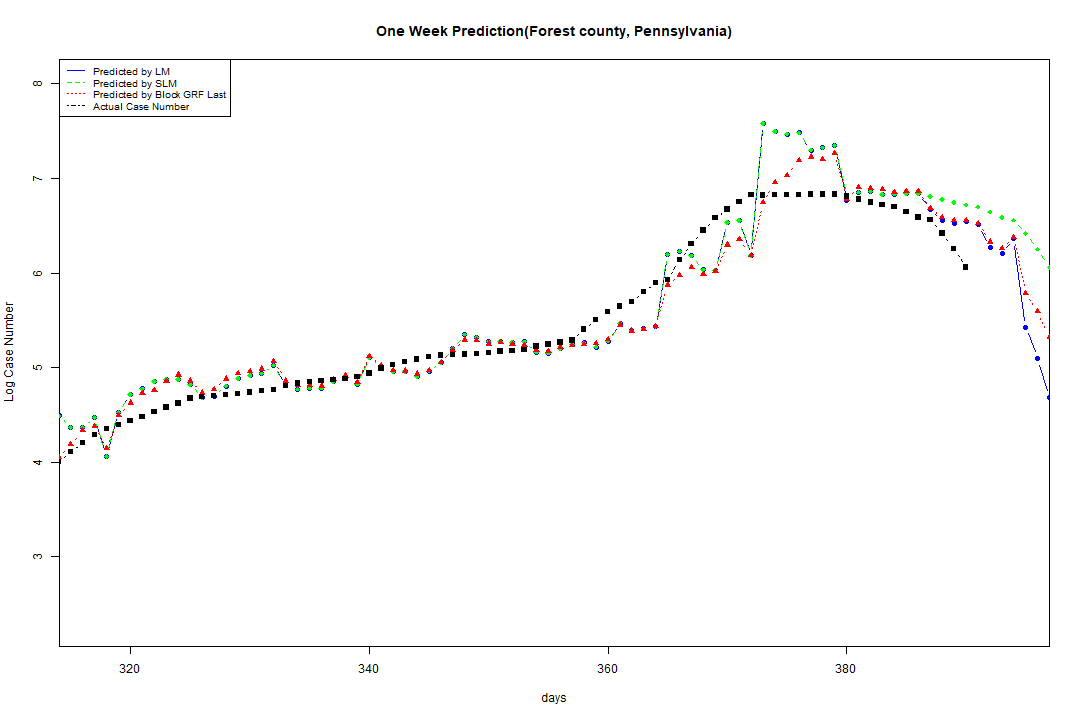 One Week Prediction(Forest county, Pennsylvania)
Predicted by LM
Predicted by SLM
Predicted by Block GRF Last
Actual Case Number
8
7
6
5
4
3
Log Case Number
320
340
360
380
days